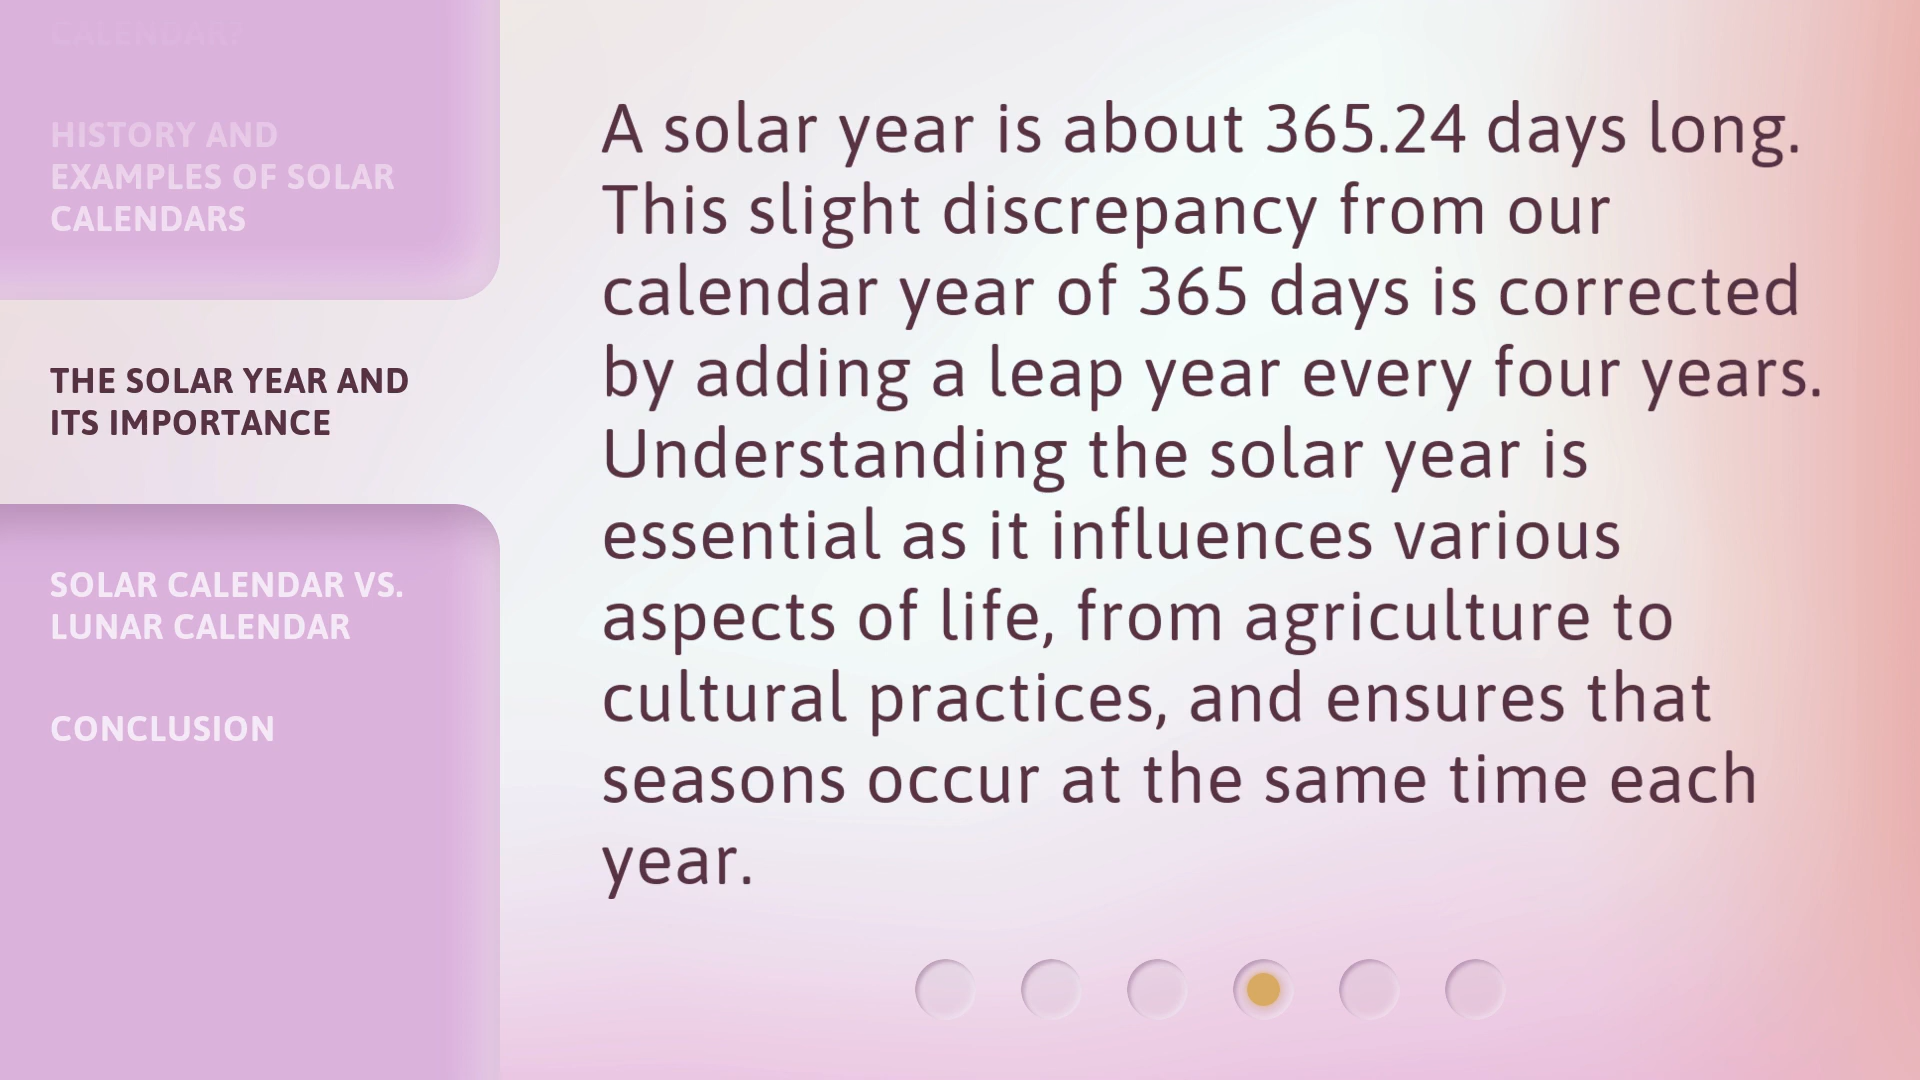 CALENDAR?
HISTORY AND
EXAMPLES OF SOLAR
CALENDARS
THE SOLAR YEAR AND
ITS IMPORTANCE
SOLAR CALENDAR VS.
LUNAR CALENDAR
CONCLUSION
A solar year is about 365.24 days long.
This slight discrepancy from our
calendar year of 365 days is corrected
by adding a leap year every four years.
Understanding the solar year is
essential as it influences various
aspects of life, from agriculture to
cultural practices, and ensures that
seasons occur at the same time each
year.